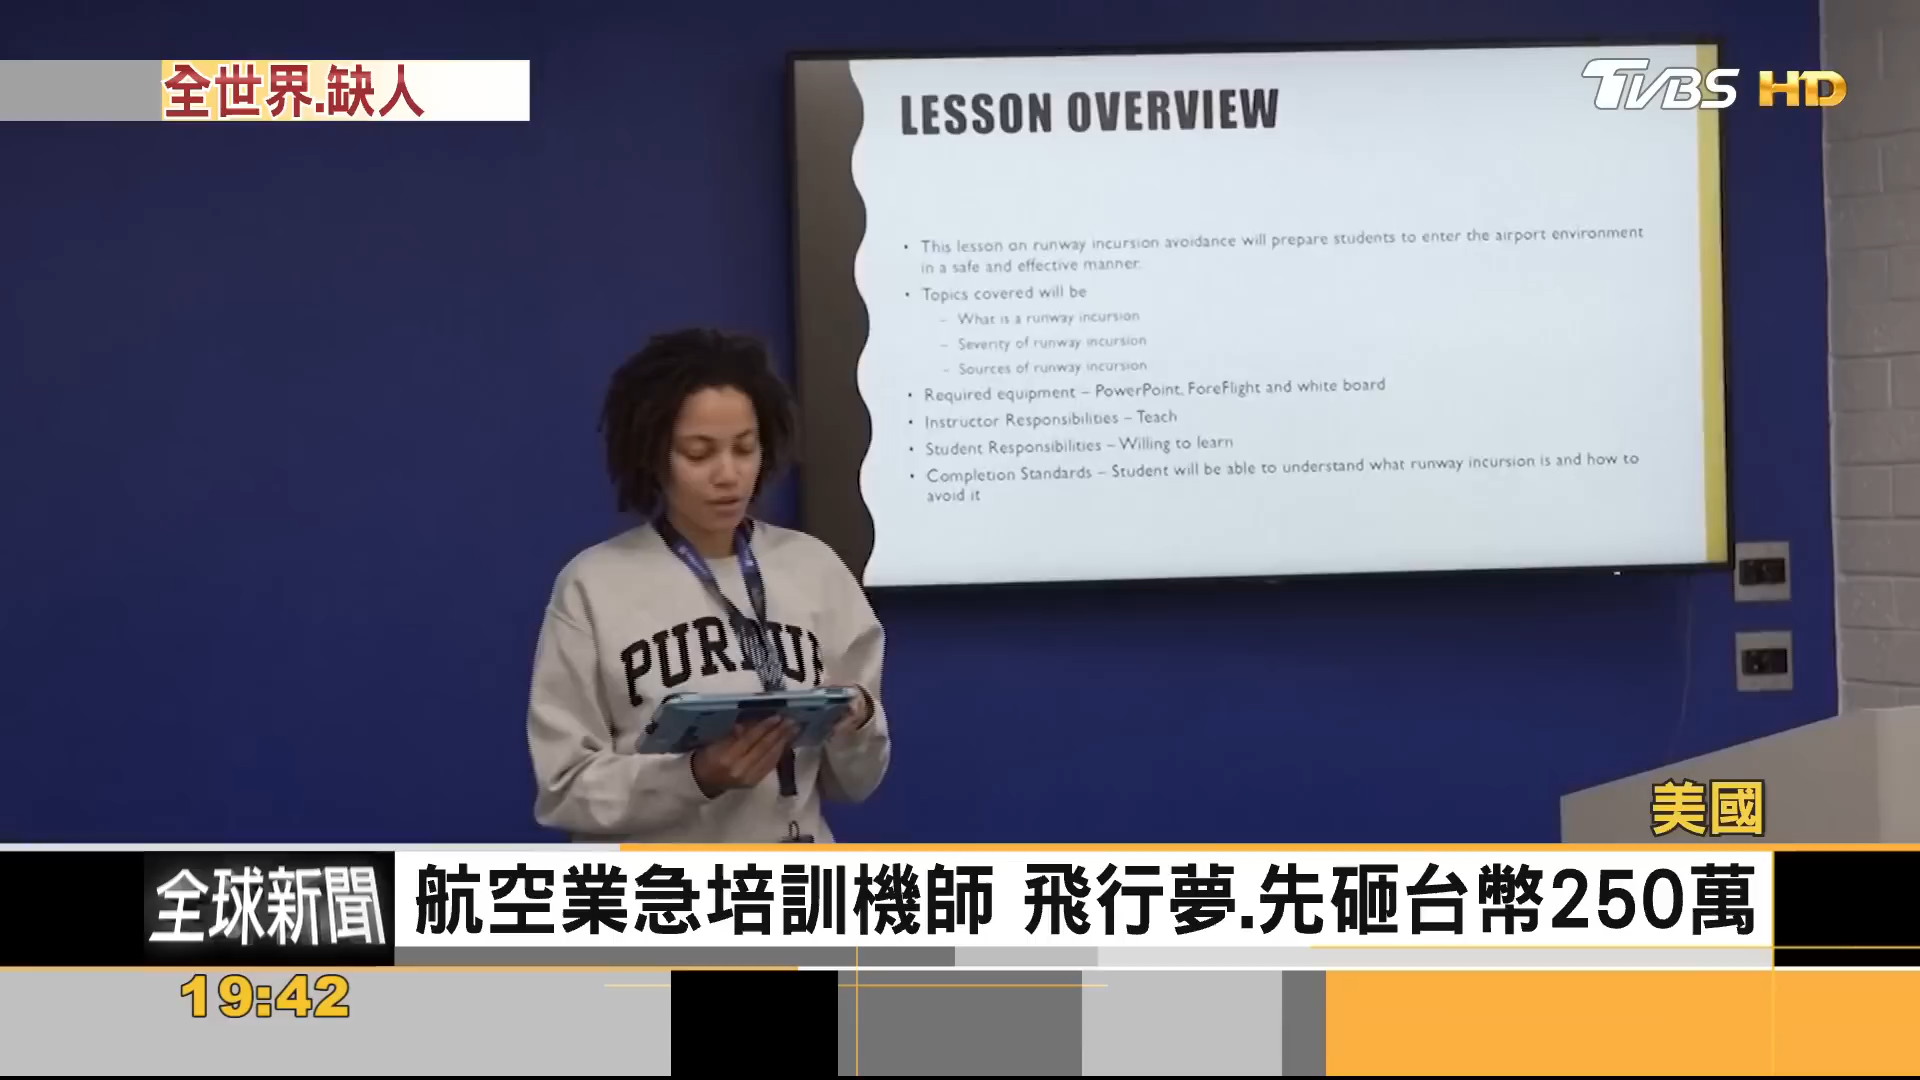 全世界.缺人
TVBS HD
LESSON OVERVIEW
• This lesson on runway incursion avoidance will prepare students to enter the airport environment
in a safe and effective manner.
• Topics covered will be
– What is a runway incursion
– Severity of runway incursion
– Sources of runway incursion
• Required equipment – PowerPoint, ForeFlight and white board
• Instructor Responsibilities – Teach
• Student Responsibilities – Willing to learn
• Completion Standards – Student will be able to understand what runway incursion is and how to
avoid it
PURDUE
美國
全球新聞
航空業急培訓機師 飛行夢.先砸台幣250萬
19:42